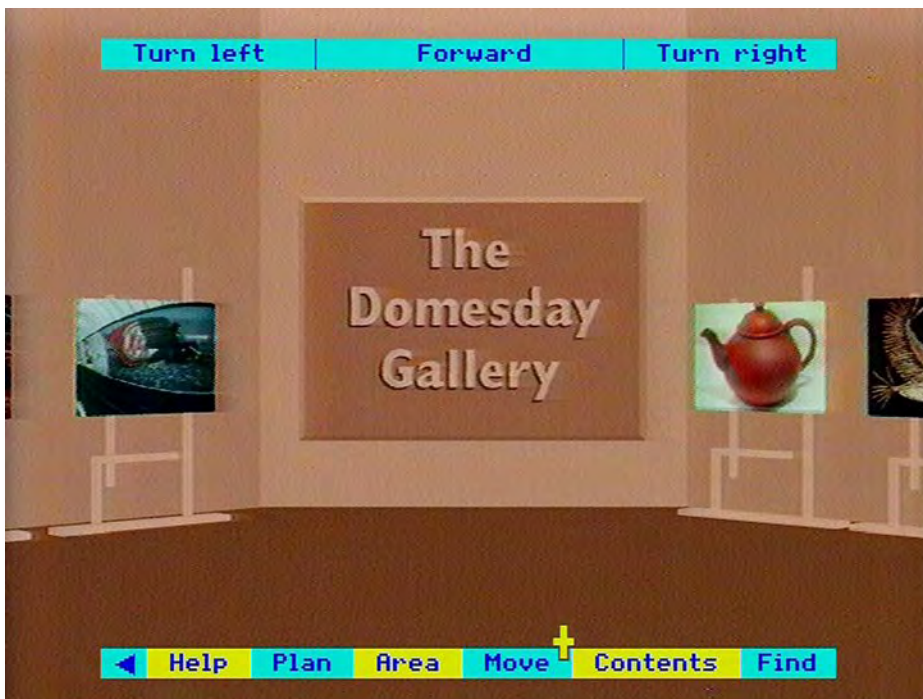 Turn left Forward Turn right
The
Domesday
Gallery
Help Plan Area Move Contents Find